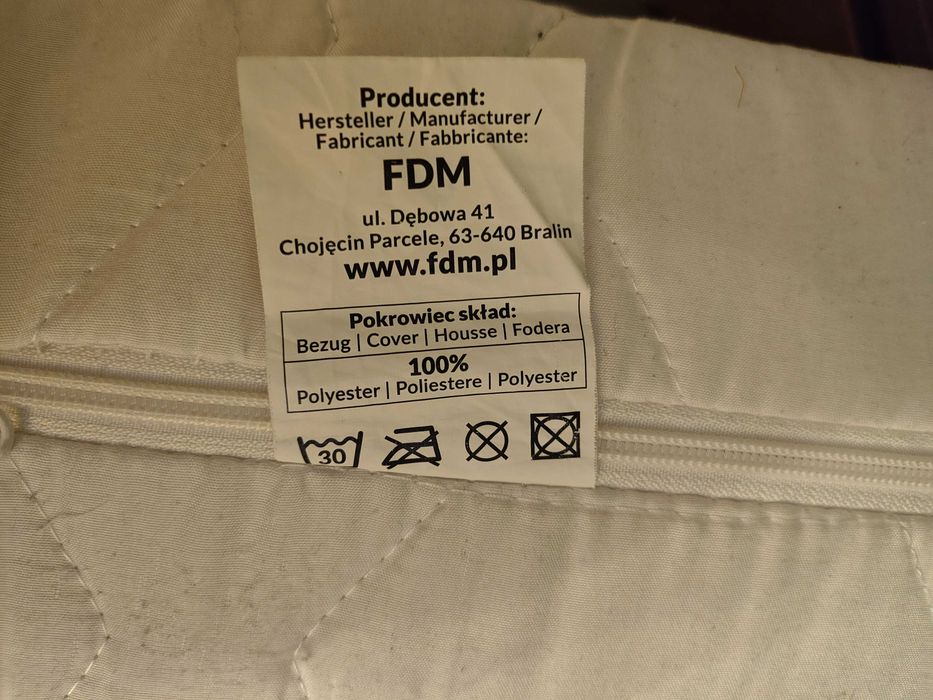 Producent:
Hersteller / Manufacturer /
Fabricant / Fabbricante:
FDM
ul. Dębowa 41
Chojęcin Parcele, 63-640 Bralin
www.fdm.pl
Pokrowiec skład:
Bezug | Cover | Housse | Fodera
100%
Polyester | Poliestere | Polyester
30